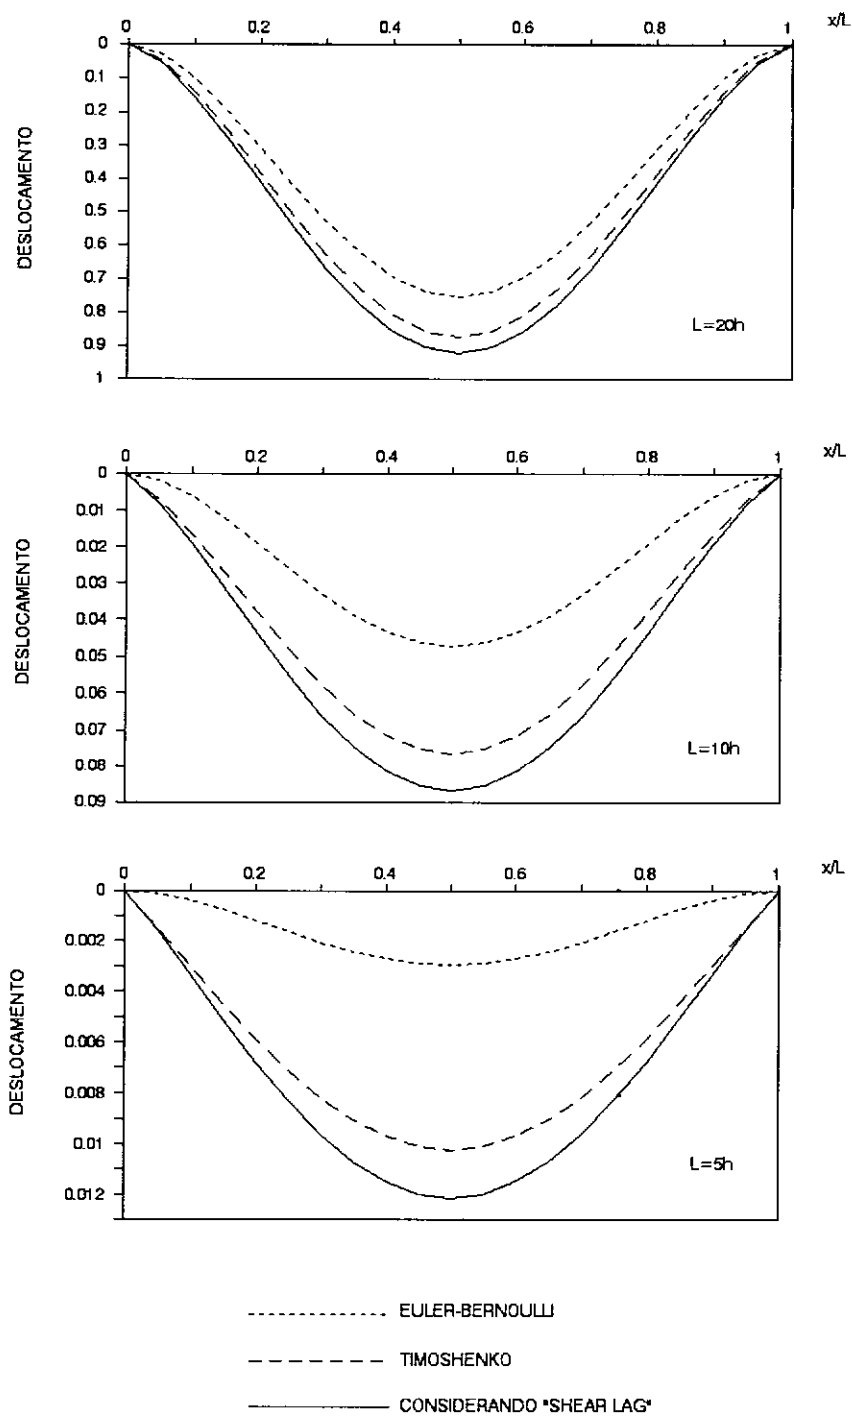 0 0.2 0.4 0.6 0.8 1 x/L
0
0.1
0.2
0.3
0.4
0.5
0.6
0.7
0.8
0.9
1
DESLOCAMENTO
L=20h
0 0.2 0.4 0.6 0.8 1 x/L
0
0.01
0.02
0.03
0.04
0.05
0.06
0.07
0.08
0.09
DESLOCAMENTO
L=10h
0 0.2 0.4 0.6 0.8 1 x/L
0
0.002
0.004
0.006
0.008
0.01
0.012
DESLOCAMENTO
L=5h
EULER-BERNOULLI
TIMOSHENKO
CONSIDERANDO "SHEAR LAG"